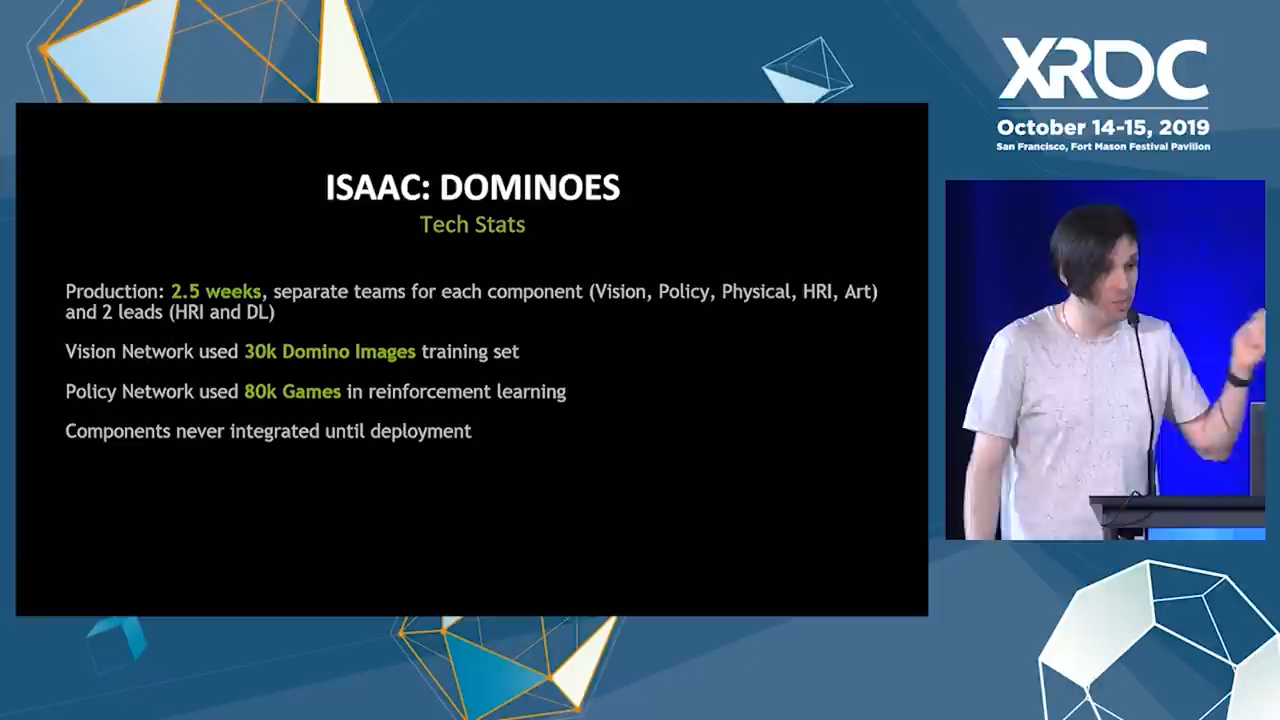 XRDC
October 14-15, 2019
San Francisco, Fort Mason Festival Pavilion
ISAAC: DOMINOES
Tech Stats
Production: 2.5 weeks, separate teams for each component (Vision, Policy, Physical, HRI, Art)
and 2 leads (HRI and DL)
Vision Network used 30k Domino Images training set
Policy Network used 80k Games in reinforcement learning
Components never integrated until deployment